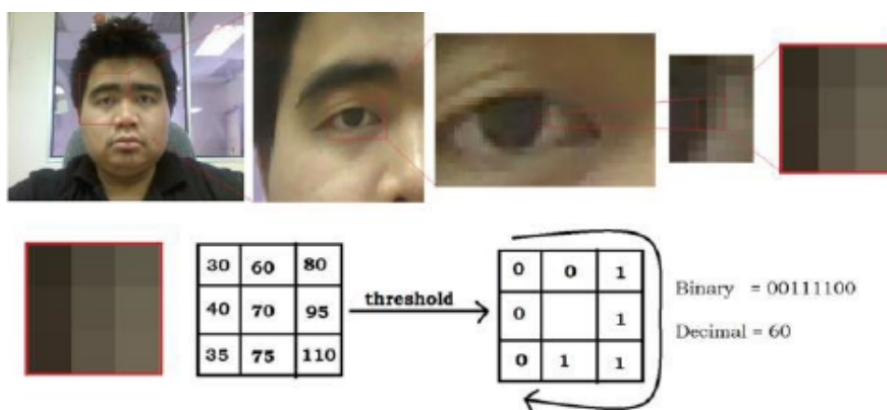 30 60 80
40 70 95
35 75 110
threshold
0 0 1
0 1
0 1 1
Binary = 00111100
Decimal = 60